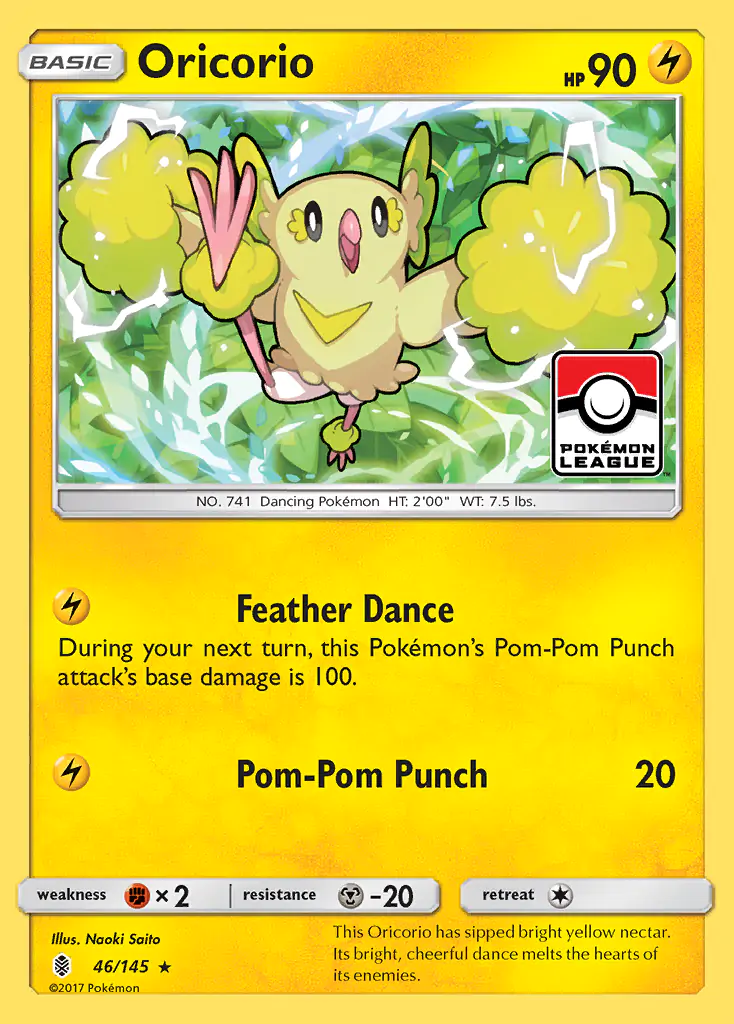 BASIC Oricorio HP 90
POKÉMON
LEAGUE
™
NO. 741 Dancing Pokémon HT: 2'00" WT: 7.5 lbs.
Feather Dance
During your next turn, this Pokémon's Pom-Pom Punch
attack's base damage is 100.
Pom-Pom Punch 20
weakness ×2 resistance -20 retreat
Illus. Naoki Saito
46/145 ★
©2017 Pokémon
This Oricorio has sipped bright yellow nectar.
Its bright, cheerful dance melts the hearts of
its enemies.